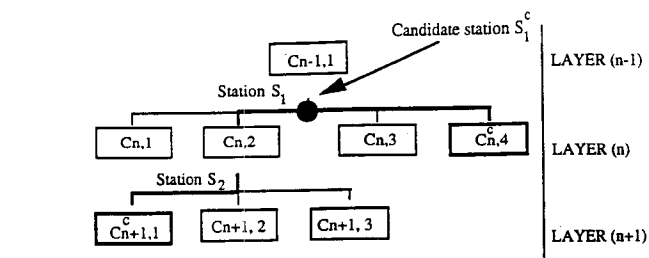 Candidate station S₁ᶜ
Cn-1,1
LAYER (n-1)
Station S₁
Cn,1
Cn,2
Cn,3
Cᶜn,4
LAYER (n)
Station S₂
Cᶜn+1,1
Cn+1, 2
Cn+1, 3
LAYER (n+1)